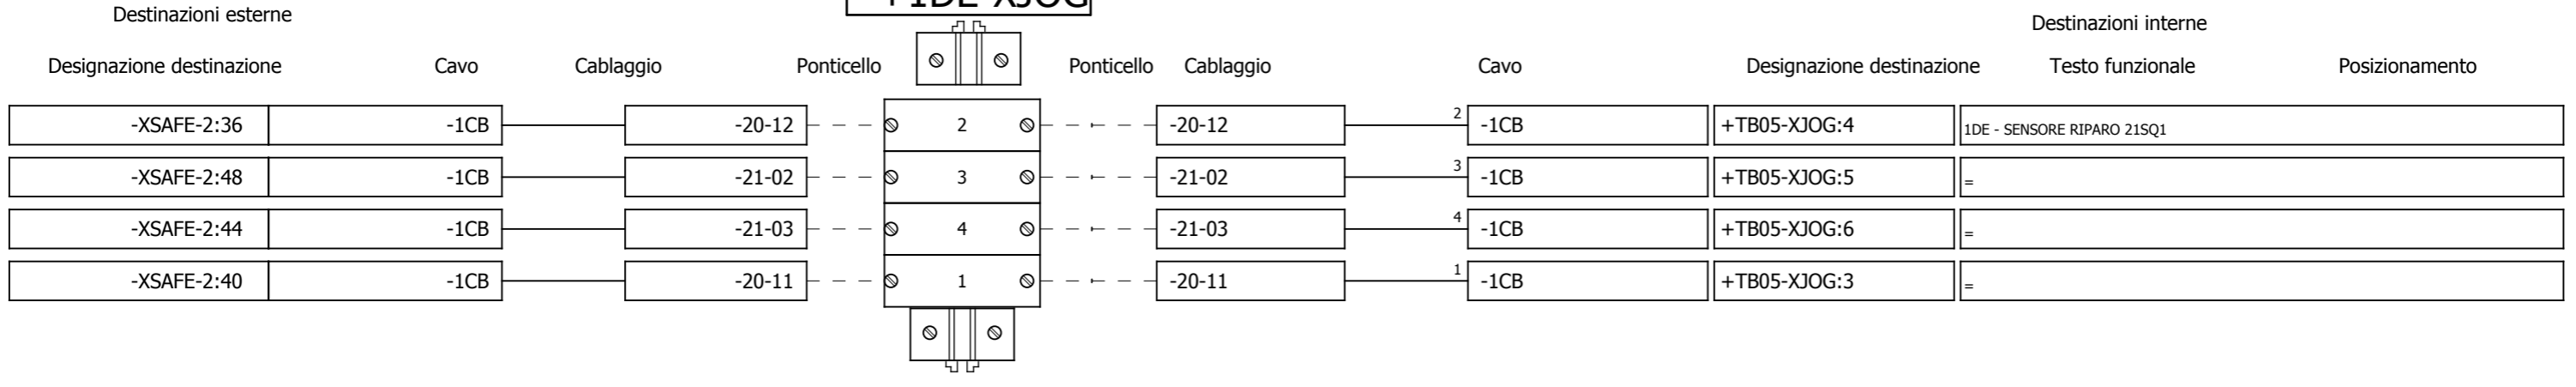 +1DE-XJOG
Destinazioni esterne
Destinazioni interne
Designazione destinazione Cavo Cablaggio Ponticello Ponticello Cablaggio Cavo Designazione destinazione Testo funzionale Posizionamento
-XSAFE-2:36 -1CB -20-12 2 -20-12 2 -1CB +TB05-XJOG:4 1DE - SENSORE RIPARO 21SQ1
-XSAFE-2:48 -1CB -21-02 3 -21-02 3 -1CB +TB05-XJOG:5 =
-XSAFE-2:44 -1CB -21-03 4 -21-03 4 -1CB +TB05-XJOG:6 =
-XSAFE-2:40 -1CB -20-11 1 -20-11 1 -1CB +TB05-XJOG:3 =